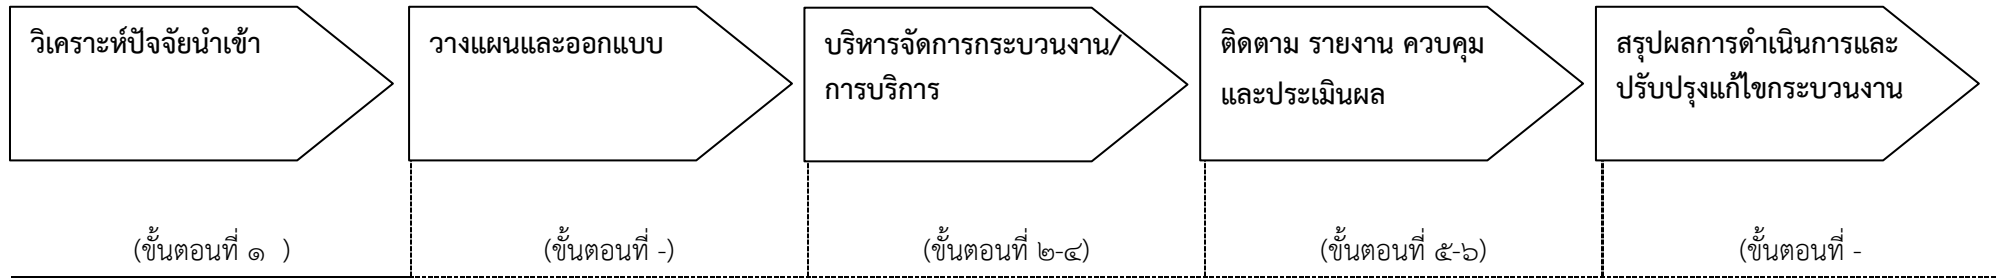 วิเคราะห์ปัจจัยนำเข้า
วางแผนและออกแบบ
บริหารจัดการกระบวนงาน/
การบริการ
ติดตาม รายงาน ควบคุม
และประเมินผล
สรุปผลการดำเนินการและ
ปรับปรุงแก้ไขกระบวนงาน
(ขั้นตอนที่ ๑ )
(ขั้นตอนที่ -)
(ขั้นตอนที่ ๒-๔)
(ขั้นตอนที่ ๕-๖)
(ขั้นตอนที่ -